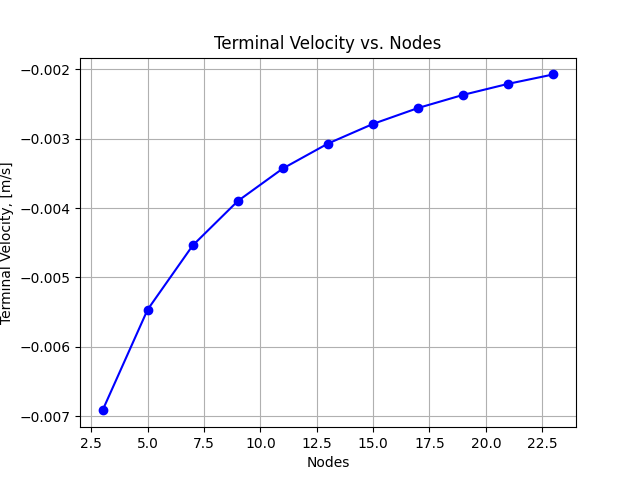 Terminal Velocity vs. Nodes
−0.002
−0.003
−0.004
−0.005
−0.006
−0.007
Terminal Velocity, [m/s]
2.5 5.0 7.5 10.0 12.5 15.0 17.5 20.0 22.5
Nodes